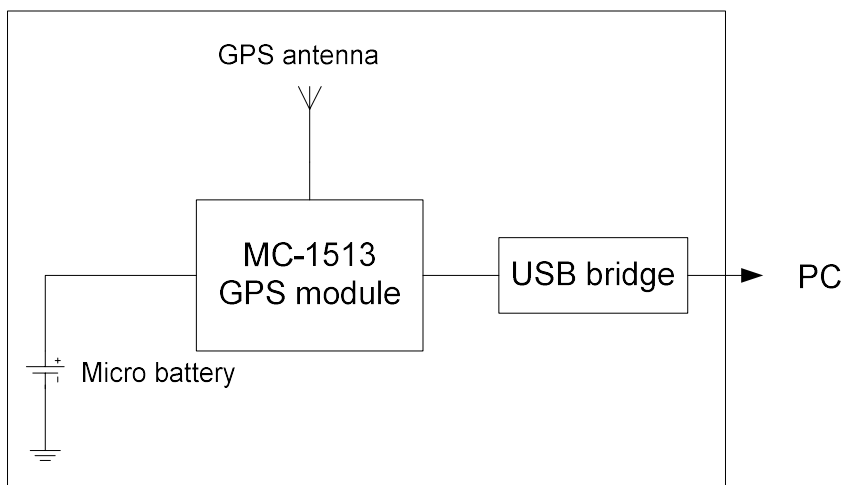 GPS antenna
MC-1513
GPS module
USB bridge
PC
+
-
Micro battery